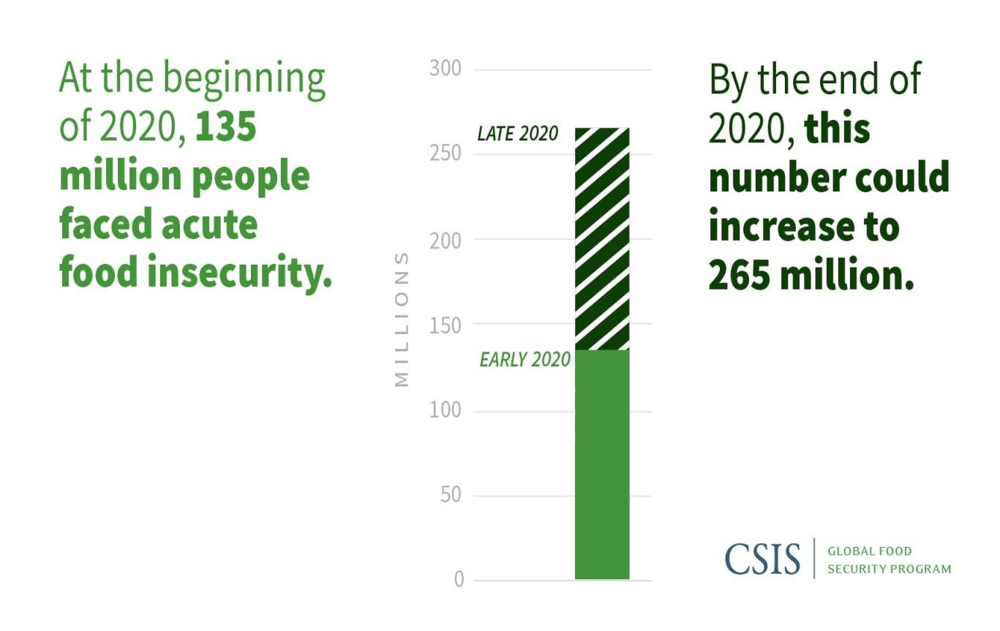 At the beginning
of 2020, 135
million people
faced acute
food insecurity.
MILLIONS
300
250
200
150
100
50
0
LATE 2020
EARLY 2020
By the end of
2020, this
number could
increase to
265 million.
CSIS
GLOBAL FOOD
SECURITY PROGRAM